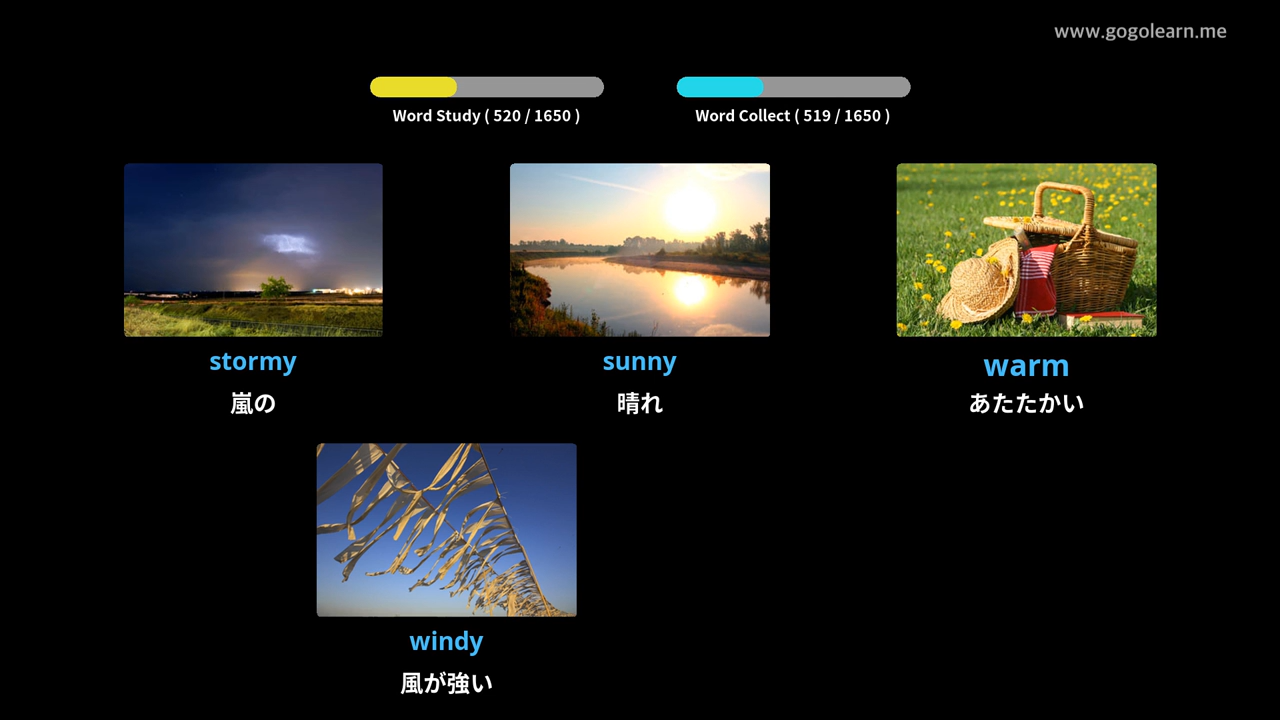 www.gogolearn.me
Word Study ( 520 / 1650 )
Word Collect ( 519 / 1650 )
stormy
嵐の
sunny
晴れ
warm
あたたかい
windy
風が強い